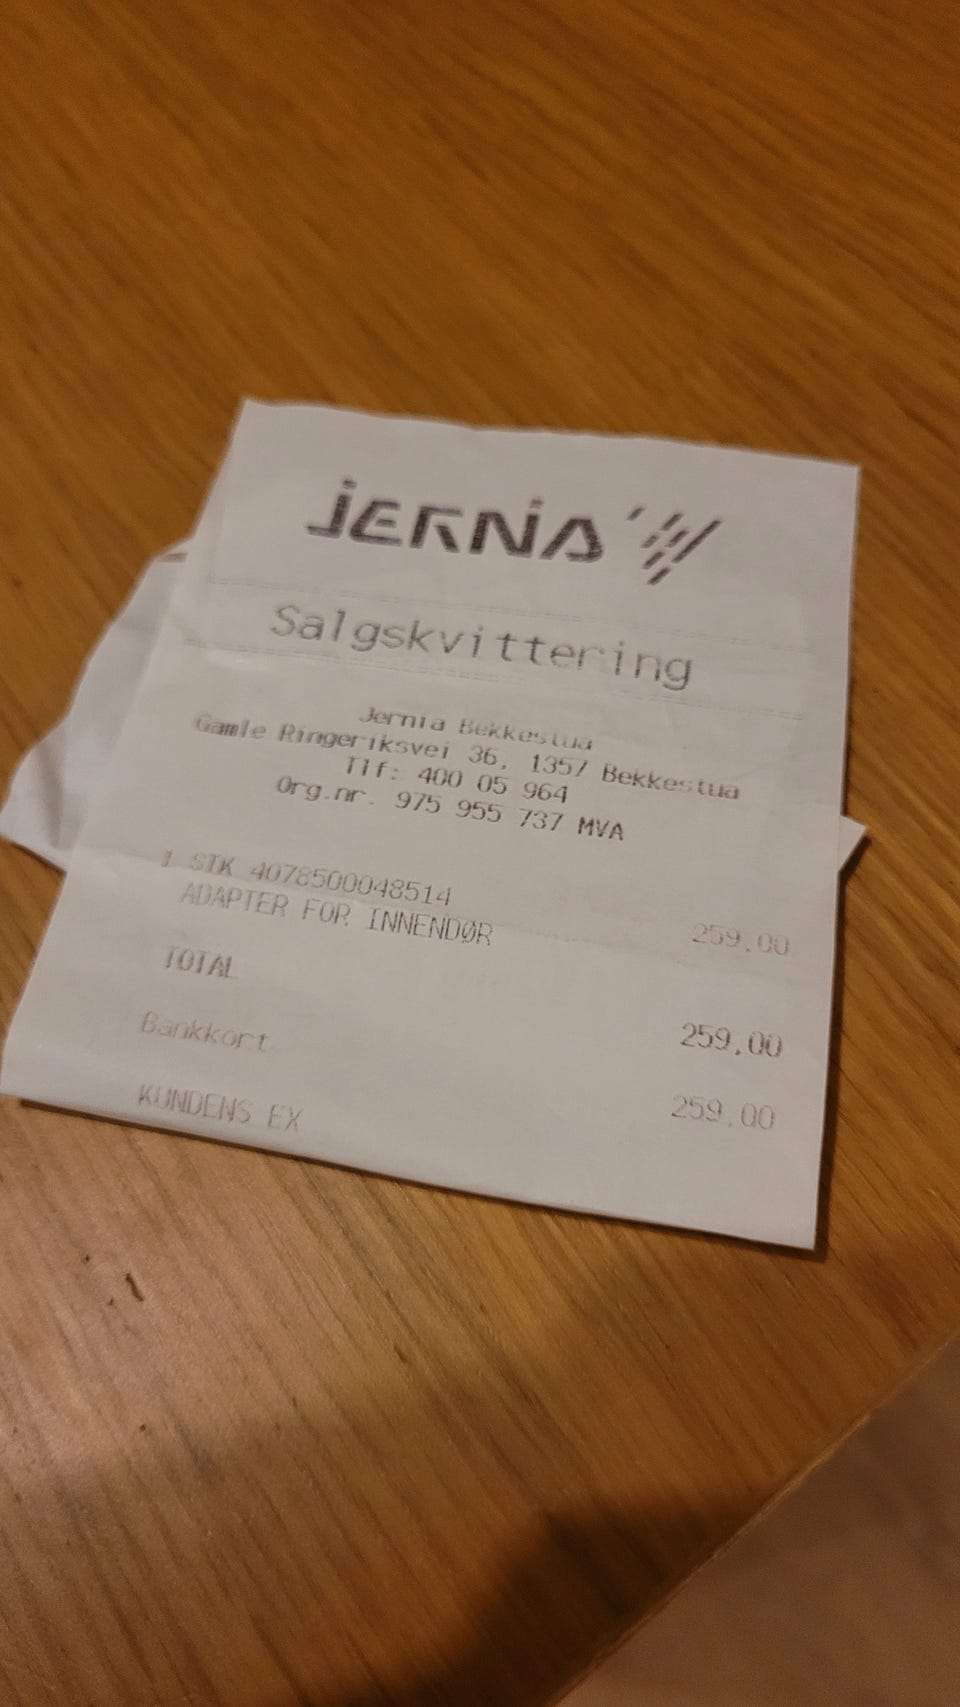 JERNIA
Salgskvittering
Jernia Bekkestua
Gamle Ringeriksvei 36, 1357 Bekkestua
Tlf: 400 05 964
Org.nr. 975 955 737 MVA
1 STK 4078500048514
ADAPTER FOR INNENDØR 259.00
TOTAL 259,00
Bankkort 259.00
KUNDENS EX